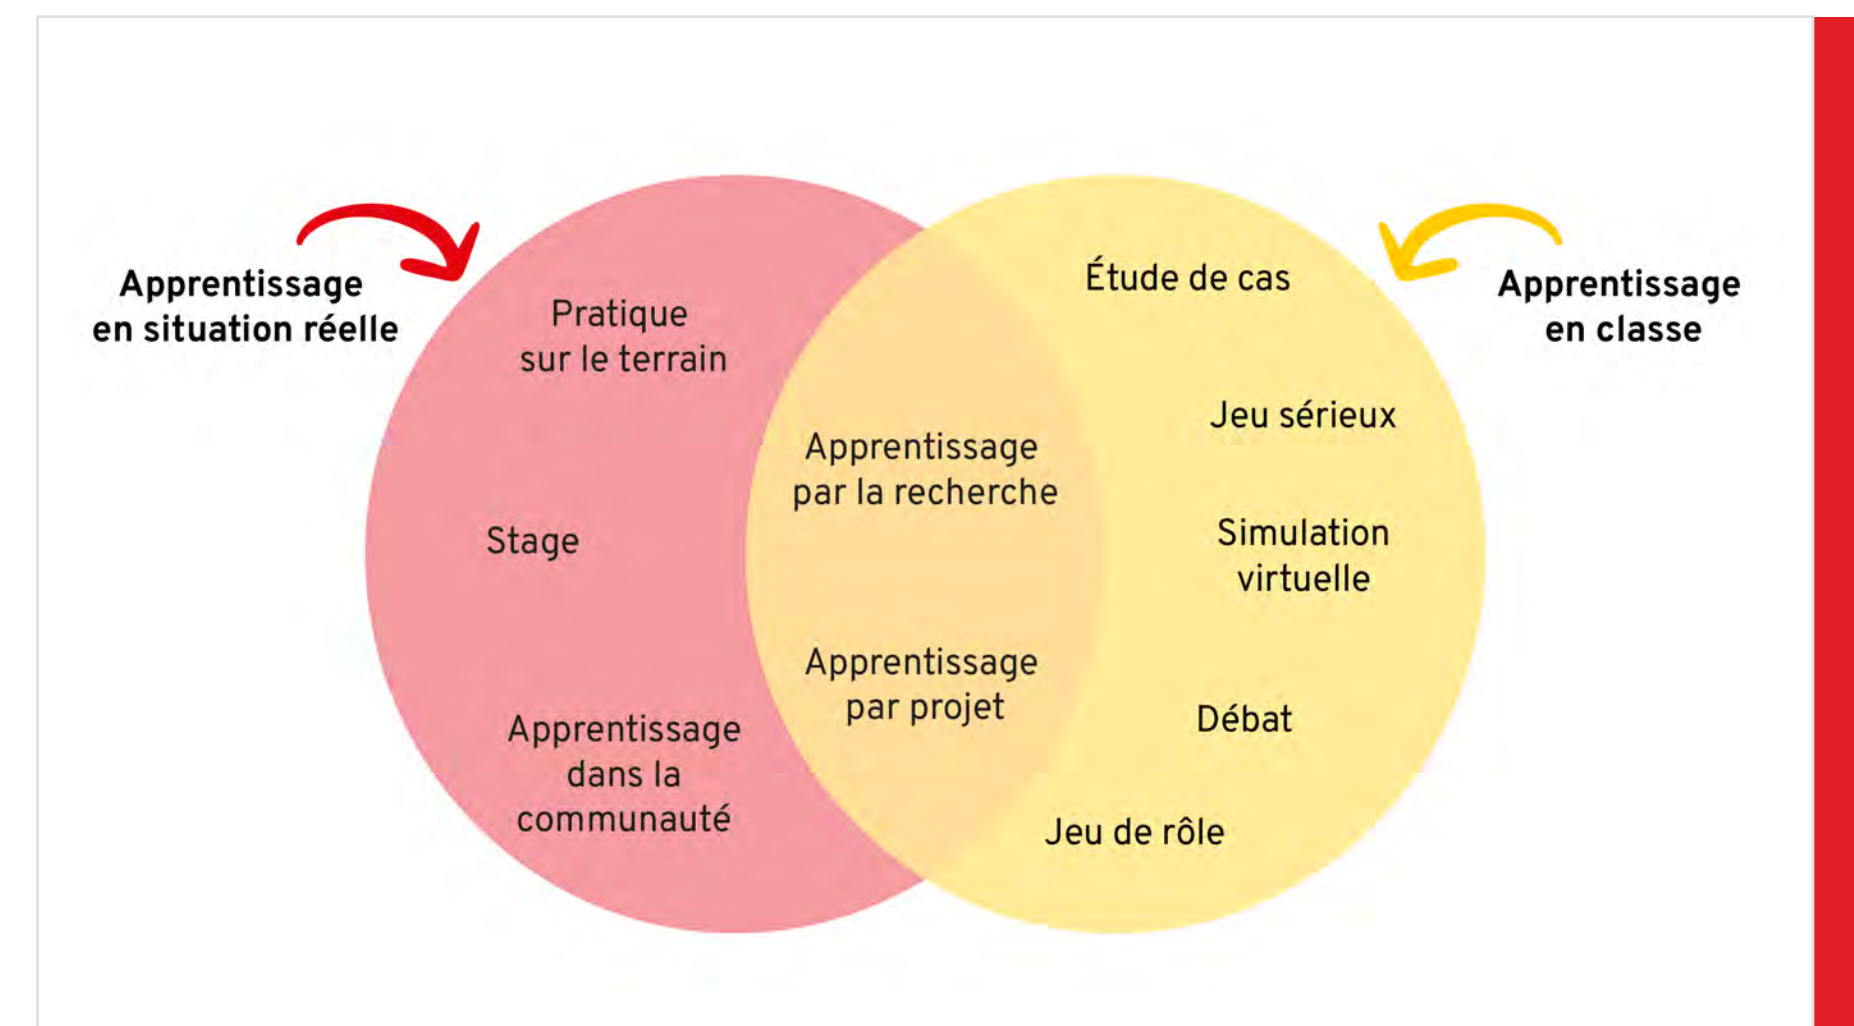 Apprentissage
en situation réelle
Pratique
sur le terrain
Stage
Apprentissage
dans la
communauté
Apprentissage
par la recherche
Apprentissage
par projet
Étude de cas
Jeu sérieux
Simulation
virtuelle
Débat
Jeu de rôle
Apprentissage
en classe